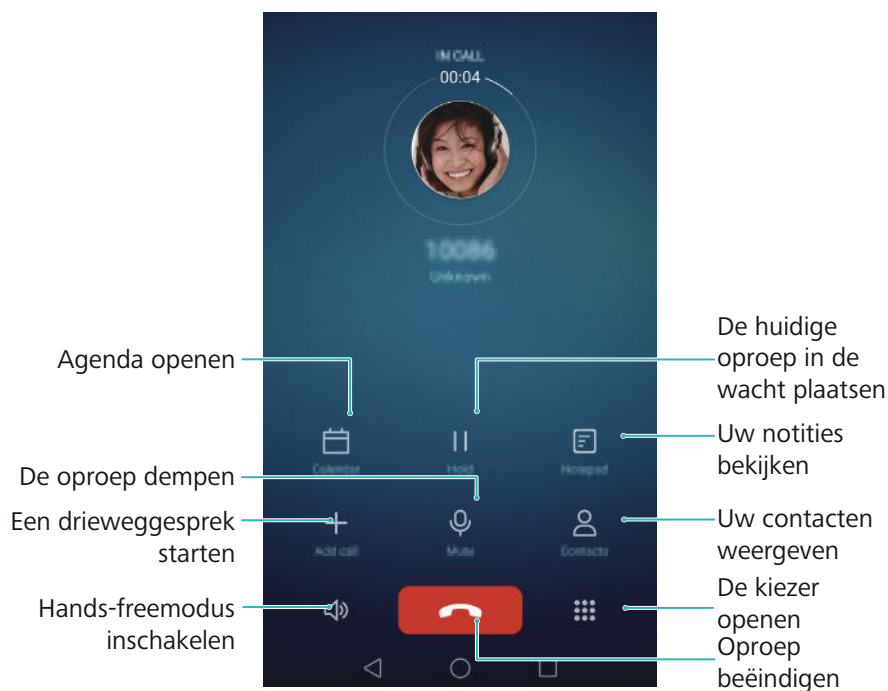 IN CALL
00:04
10086
Unknown
Agenda openen
De huidige
oproep in de
wacht plaatsen
Calendar
Hold
Notepad
Uw notities
bekijken
De oproep dempen
Een drieweggesprek
starten
Add call
Mute
Contacts
Uw contacten
weergeven
Hands-freemodus
inschakelen
De kiezer
openen
Oproep
beëindigen